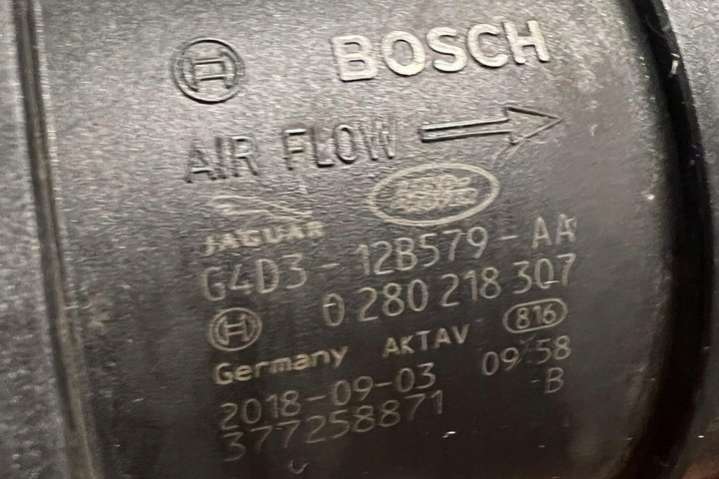 BOSCH
AIR FLOW
JAGUAR
LAND ROVER
G4D3-12B579-AA
0 280 218 307
Germany AKTAV 816
2018-09-03 09:58
377258871 B